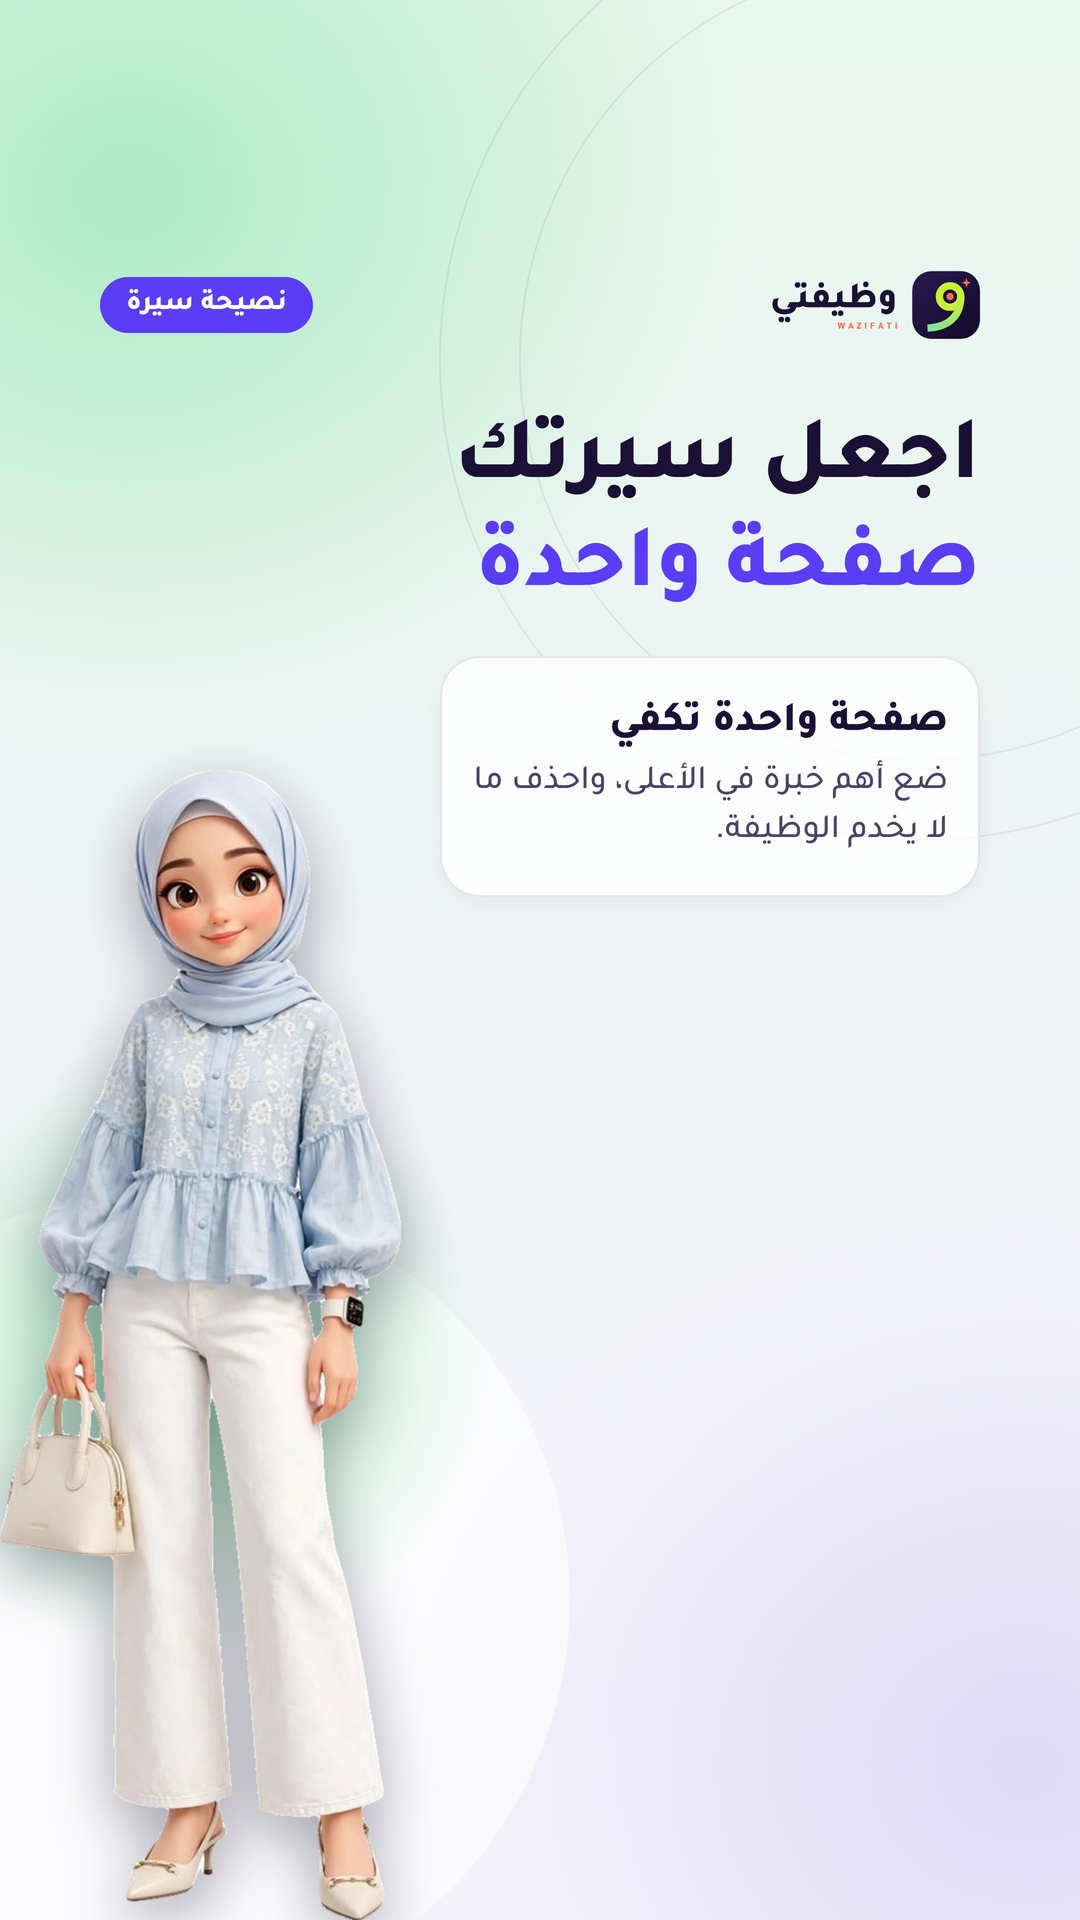 وظيفتي
WAZIFATI
نصيحة سيرة
اجعل سيرتك
صفحة واحدة
صفحة واحدة تكفي
ضع أهم خبرة في الأعلى، واحذف ما
لا يخدم الوظيفة.